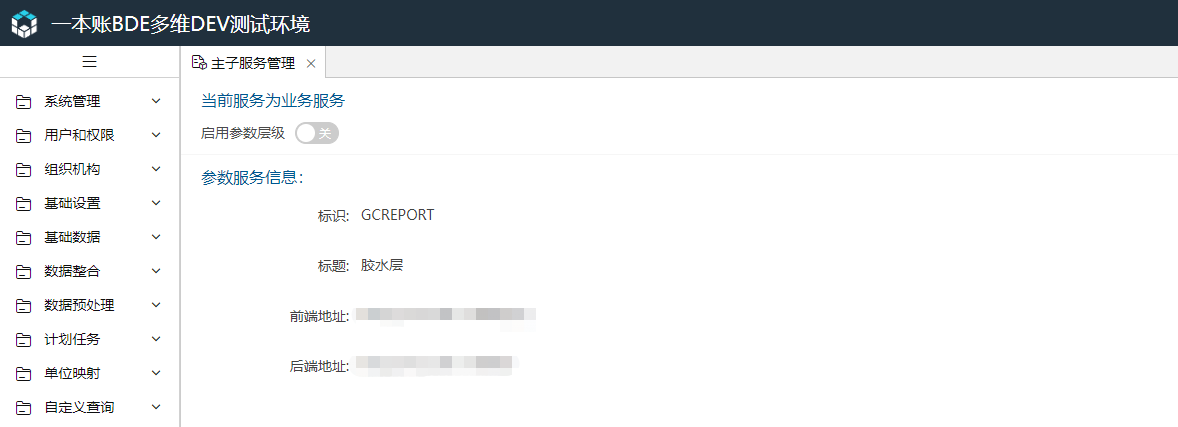 一本账BDE多维DEV测试环境
主子服务管理
系统管理
用户和权限
组织机构
基础设置
基础数据
数据整合
数据预处理
计划任务
单位映射
自定义查询
当前服务为业务服务
启用参数层级 关
参数服务信息:
标识: GCREPORT
标题: 胶水层
前端地址:
后端地址: